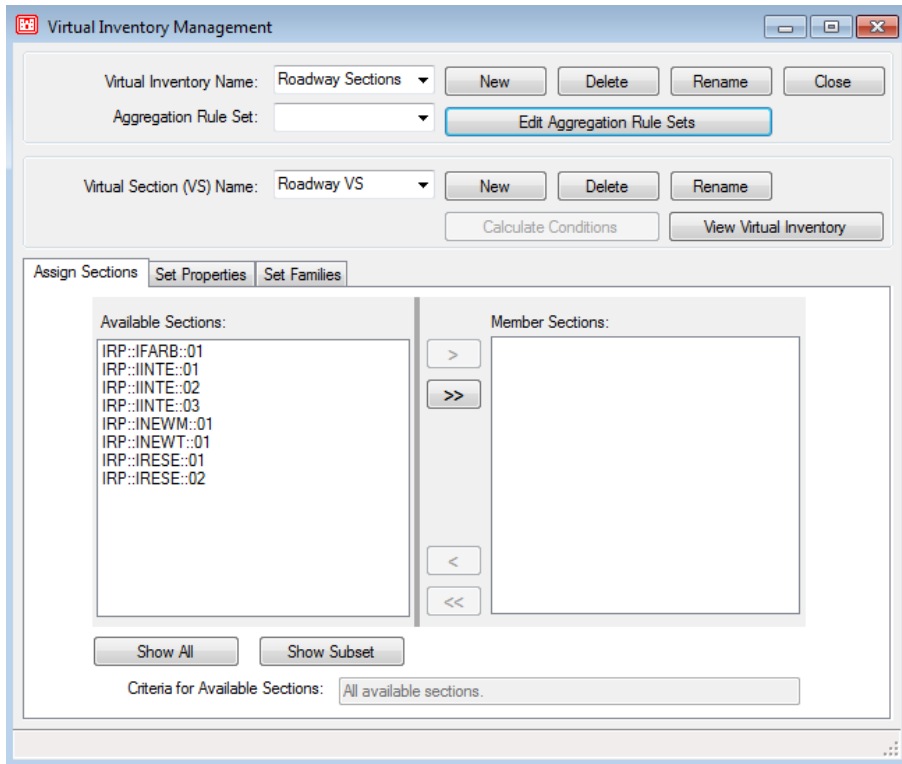 Virtual Inventory Management
Virtual Inventory Name: Roadway Sections New Delete Rename Close
Aggregation Rule Set: Edit Aggregation Rule Sets
Virtual Section (VS) Name: Roadway VS New Delete Rename
Calculate Conditions View Virtual Inventory
Assign Sections Set Properties Set Families
Available Sections: Member Sections:
IRP::IFARB::01
IRP::IINTE::01
IRP::IINTE::02
IRP::IINTE::03
IRP::INEWM::01
IRP::INEWT::01
IRP::IRESE::01
IRP::IRESE::02
>
>>
<
<<
Show All Show Subset
Criteria for Available Sections: All available sections.